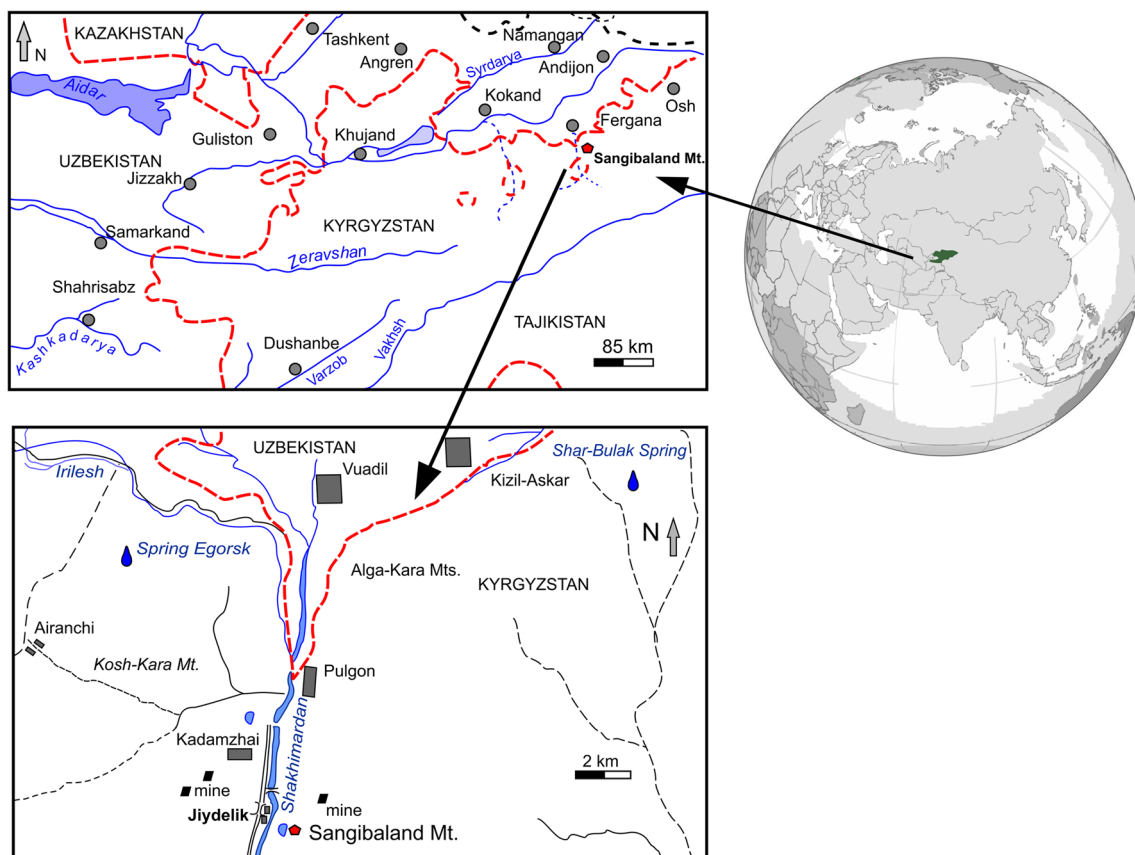 KAZAKHSTAN
N
Tashkent
Angren
Namangan
Andijon
Syrdarya
Aidar
Kokand
Osh
Guliston
Khujand
Fergana
Sangibaland Mt.
UZBEKISTAN
Jizzakh
KYRGYZSTAN
Samarkand
Zeravshan
Shahrisabz
Kashkadarya
Dushanbe
Varzob
Vakhsh
TAJIKISTAN
85 km
UZBEKISTAN
Irilesh
Vuadil
Kizil-Askar
Shar-Bulak Spring
N
Spring Egorsk
Alga-Kara Mts.
KYRGYZSTAN
Airanchi
Kosh-Kara Mt.
Pulgon
Shakhimardan
Kadamzhai
2 km
mine
Jiydelik
mine
Sangibaland Mt.